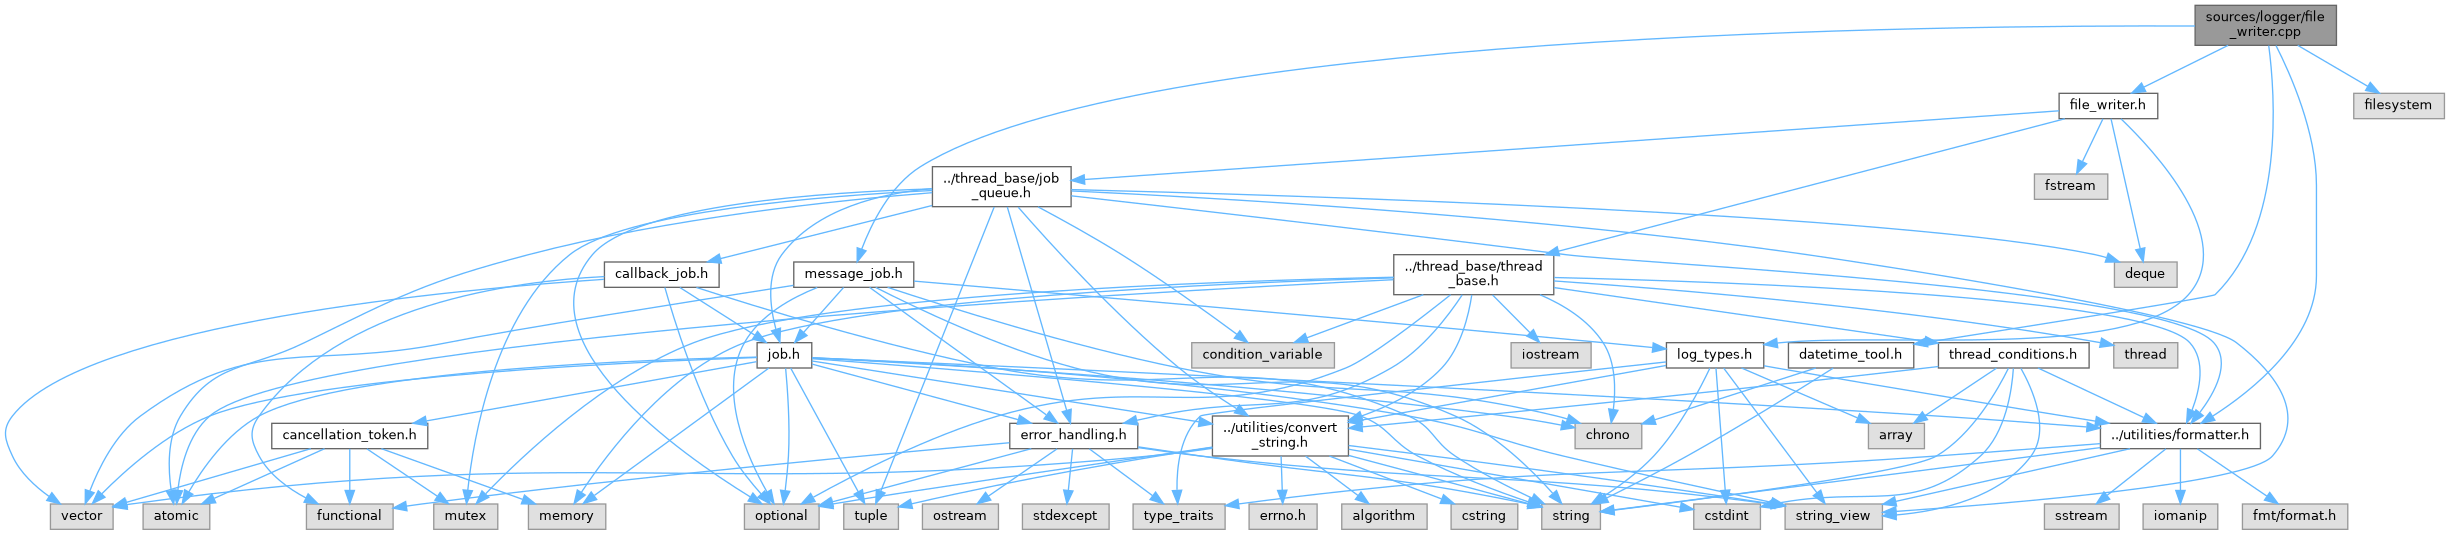 sources/logger/file
_writer.cpp
file_writer.h
filesystem
../thread_base/job
_queue.h
fstream
callback_job.h
message_job.h
../thread_base/thread
_base.h
deque
job.h
condition_variable
iostream
log_types.h
datetime_tool.h
thread_conditions.h
thread
cancellation_token.h
error_handling.h
../utilities/convert
_string.h
chrono
array
../utilities/formatter.h
vector
atomic
functional
mutex
memory
optional
tuple
ostream
stdexcept
type_traits
errno.h
algorithm
cstring
string
cstdint
string_view
sstream
iomanip
fmt/format.h